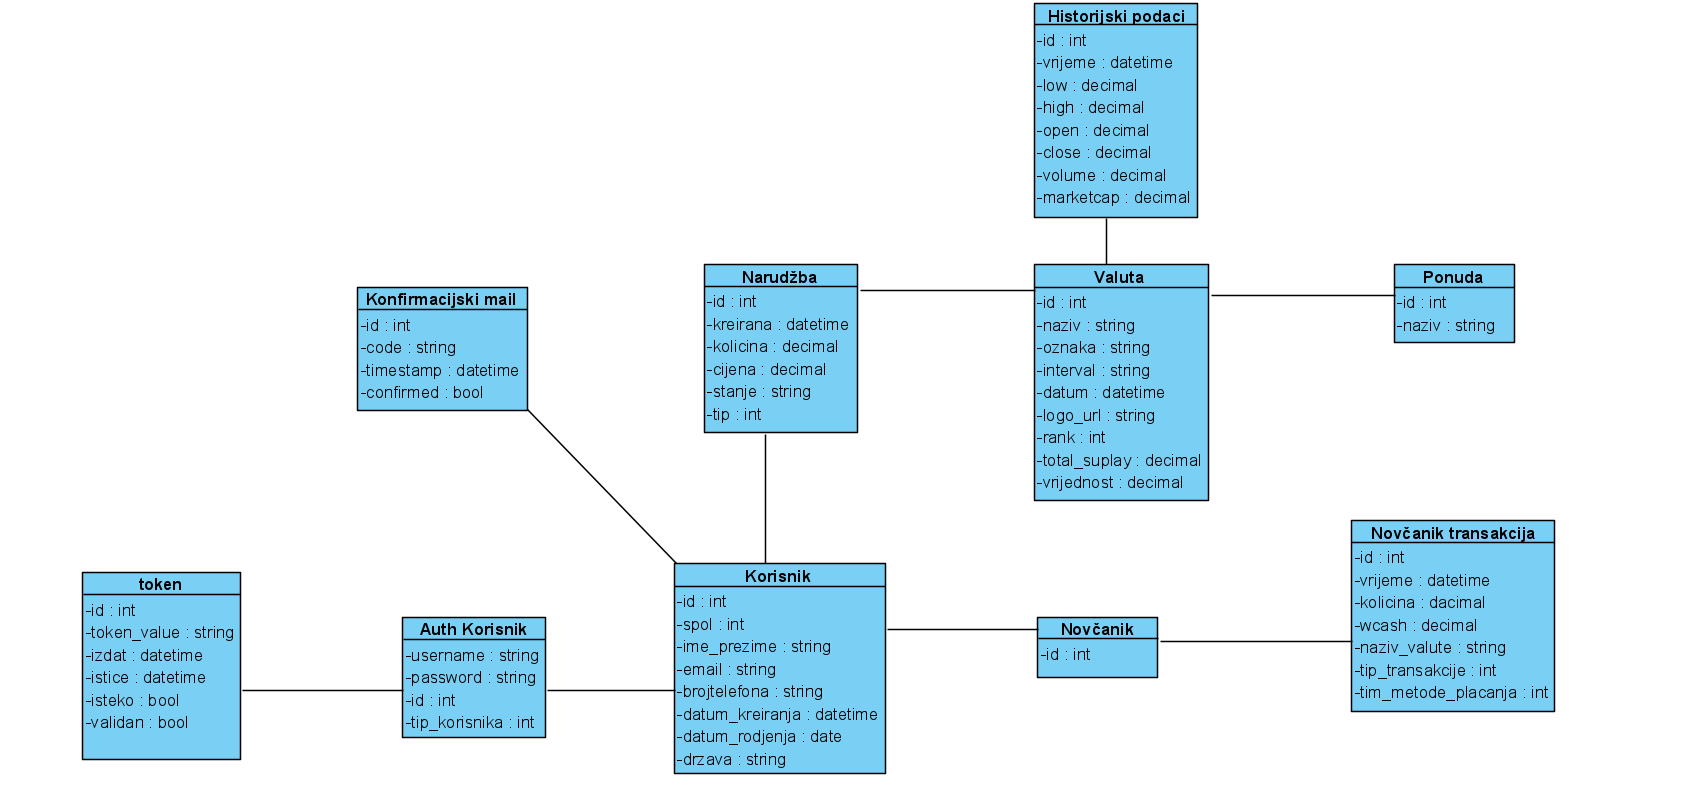 Historijski podaci
-id : int
-vrijeme : datetime
-low : decimal
-high : decimal
-open : decimal
-close : decimal
-volume : decimal
-marketcap : decimal
Narudžba
-id : int
-kreirana : datetime
-kolicina : decimal
-cijena : decimal
-stanje : string
-tip : int
Valuta
-id : int
-naziv : string
-oznaka : string
-interval : string
-datum : datetime
-logo_url : string
-rank : int
-total_suplay : decimal
-vrijednost : decimal
Ponuda
-id : int
-naziv : string
Konfirmacijski mail
-id : int
-code : string
-timestamp : datetime
-confirmed : bool
token
-id : int
-token_value : string
-izdat : datetime
-istice : datetime
-isteko : bool
-validan : bool
Auth Korisnik
-username : string
-password : string
-id : int
-tip_korisnika : int
Korisnik
-id : int
-spol : int
-ime_prezime : string
-email : string
-brojtelefona : string
-datum_kreiranja : datetime
-datum_rodjenja : date
-drzava : string
Novčanik
-id : int
Novčanik transakcija
-id : int
-vrijeme : datetime
-kolicina : dacimal
-wcash : decimal
-naziv_valute : string
-tip_transakcije : int
-tim_metode_placanja : int